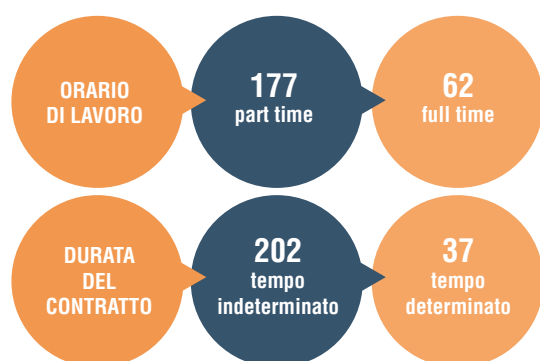 ORARIO
DI LAVORO
177
part time
62
full time
DURATA
DEL
CONTRATTO
202
tempo
indeterminato
37
tempo
determinato